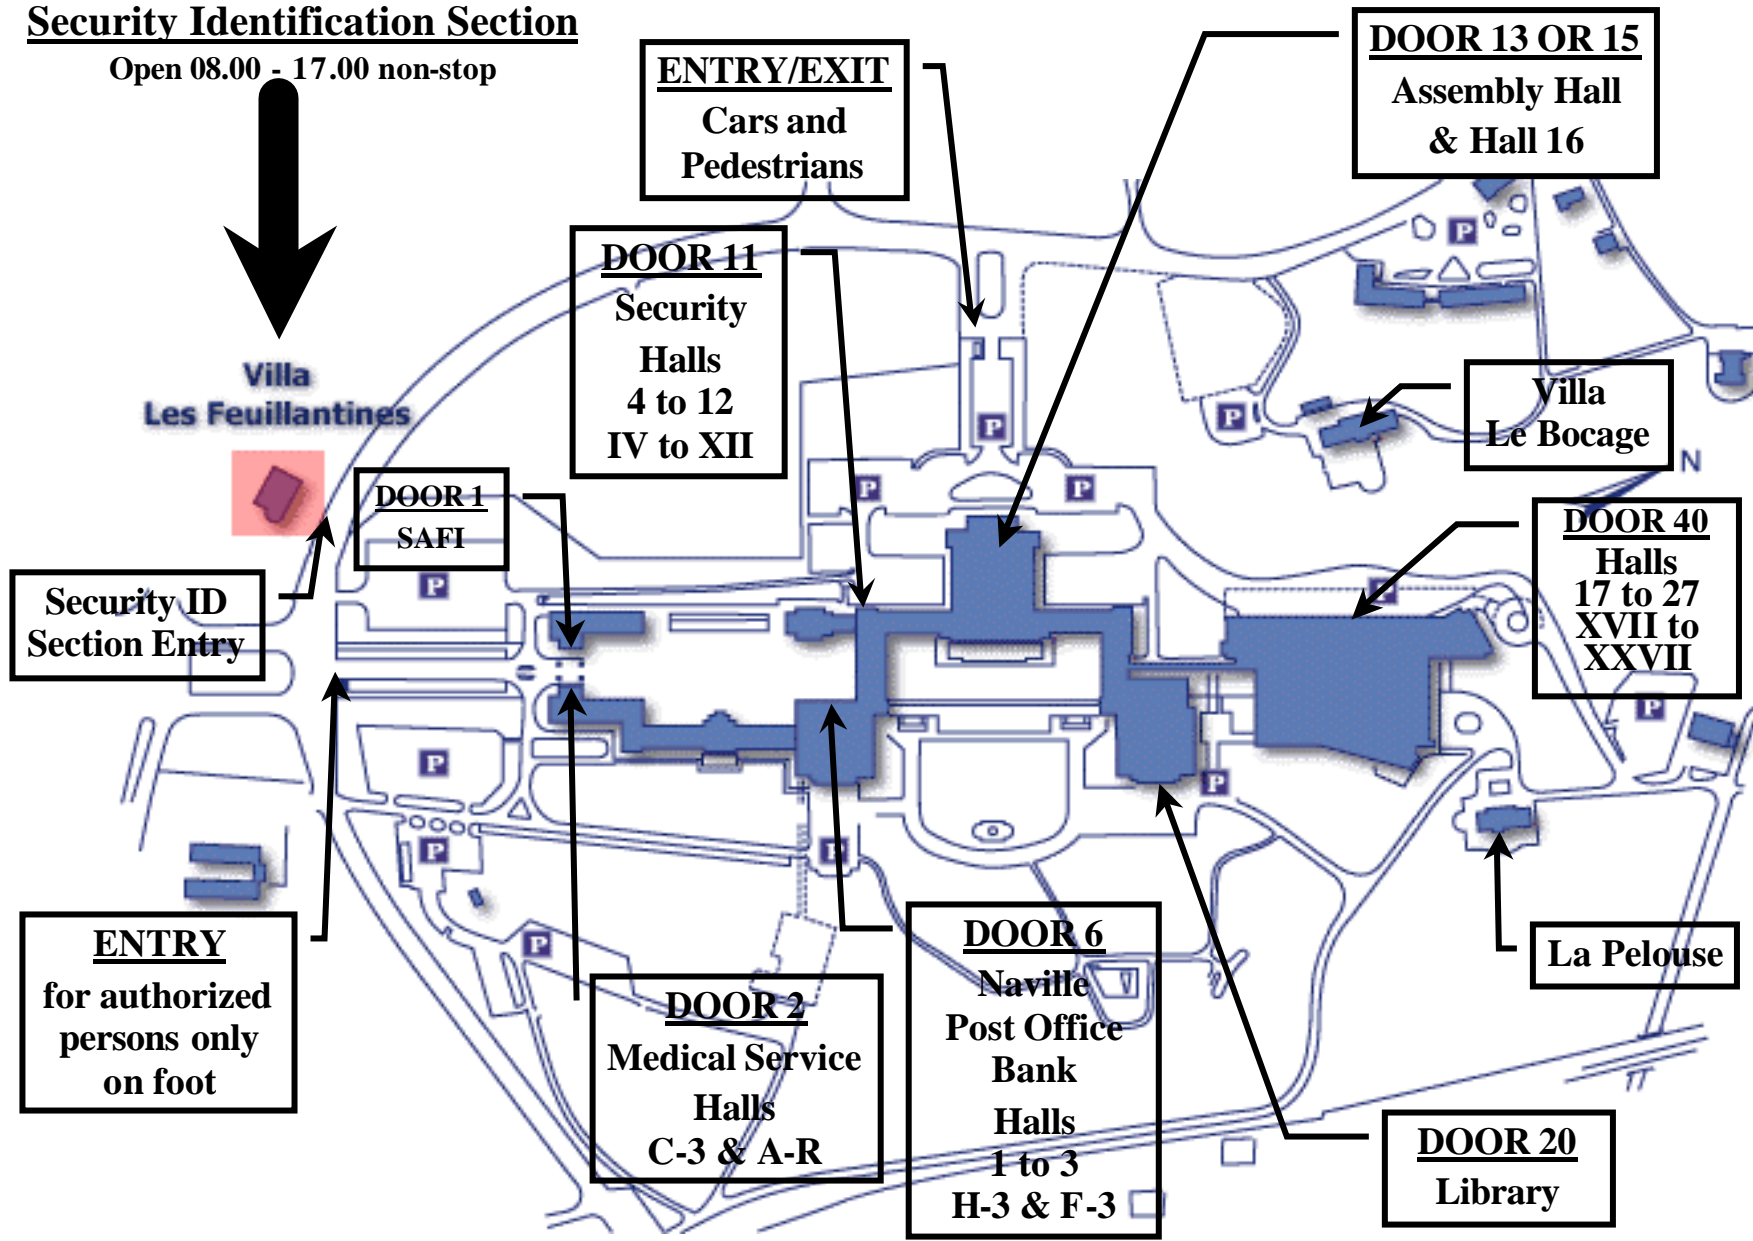 Security Identification Section
Open 08.00 - 17.00 non-stop
ENTRY/EXIT
Cars and
Pedestrians
DOOR 13 OR 15
Assembly Hall
& Hall 16
DOOR 11
Security
Halls
4 to 12
IV to XII
Villa
Les Feuillantines
Villa
Le Bocage
N
DOOR 1
SAFI
DOOR 40
Halls
17 to 27
XVII to
XXVII
Security ID
Section Entry
P
P
P
P
P
P
P
P
P
P
P
P
P
ENTRY
for authorized
persons only
on foot
DOOR 2
Medical Service
Halls
C-3 & A-R
DOOR 6
Naville
Post Office
Bank
Halls
1 to 3
H-3 & F-3
La Pelouse
DOOR 20
Library